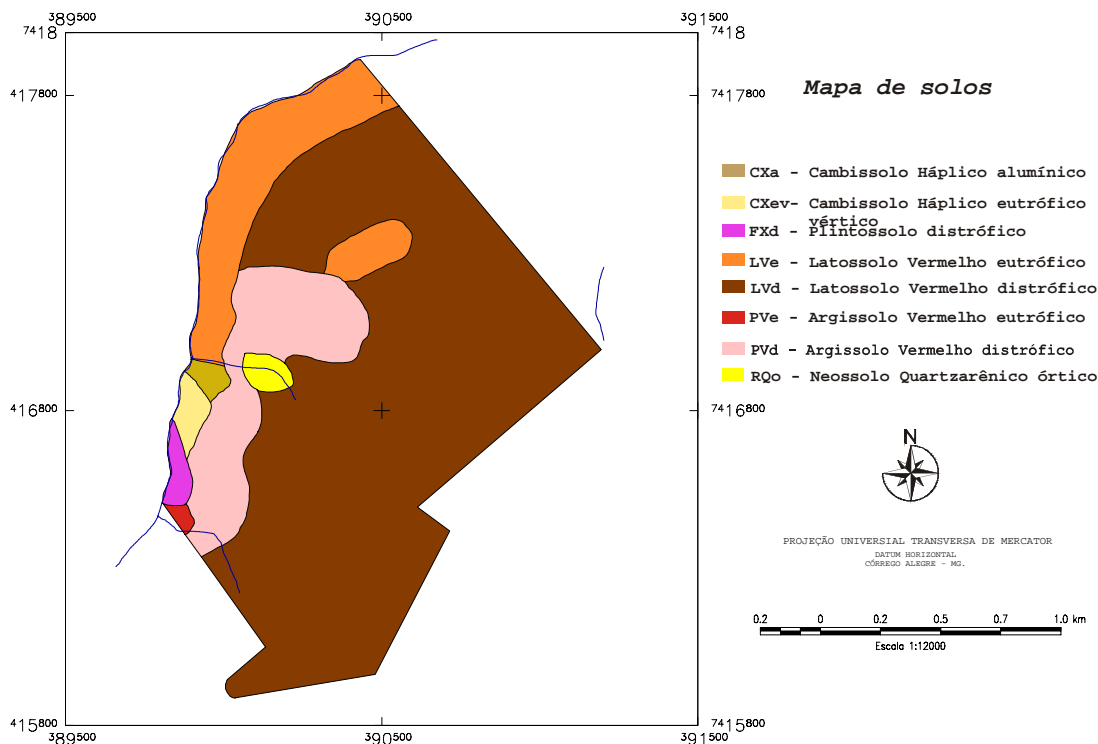 389500
390500
391500
7418
7418
417800
7417800
416800
7416800
415800
7415800
389500
390500
391500
Mapa de solos
CXa - Cambissolo Háplico alumínico
CXev- Cambissolo Háplico eutrófico
vértico
FXd - Plintossolo distrófico
LVe - Latossolo Vermelho eutrófico
LVd - Latossolo Vermelho distrófico
PVe - Argissolo Vermelho eutrófico
PVd - Argissolo Vermelho distrófico
RQo - Neossolo Quartzarênico órtico
N
PROJEÇÃO UNIVERSIAL TRANSVERSA DE MERCATOR
DATUM HORIZONTAL
CÓRREGO ALEGRE - MG.
0.2 0 0.2 0.5 0.7 1.0 km
Escala 1:12000